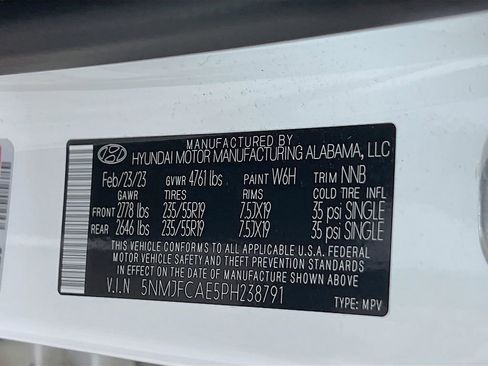 MANUFACTURED BY
HYUNDAI MOTOR MANUFACTURING ALABAMA, LLC
Feb/23/23 GVWR 4761 lbs PAINT W6H TRIM NNB
GAWR TIRES RIMS COLD TIRE INFL
FRONT 2778 lbs 235/55R19 7.5JX19 35 psi SINGLE
REAR 2646 lbs 235/55R19 7.5JX19 35 psi SINGLE
THIS VEHICLE CONFORMS TO ALL APPLICABLE U.S.A. FEDERAL
MOTOR VEHICLE SAFETY AND THEFT PREVENTION STANDARDS
IN EFFECT ON THE DATE OF MANUFACTURE SHOWN ABOVE.
V.I.N 5NMJFCAE5PH238791
TYPE: MPV